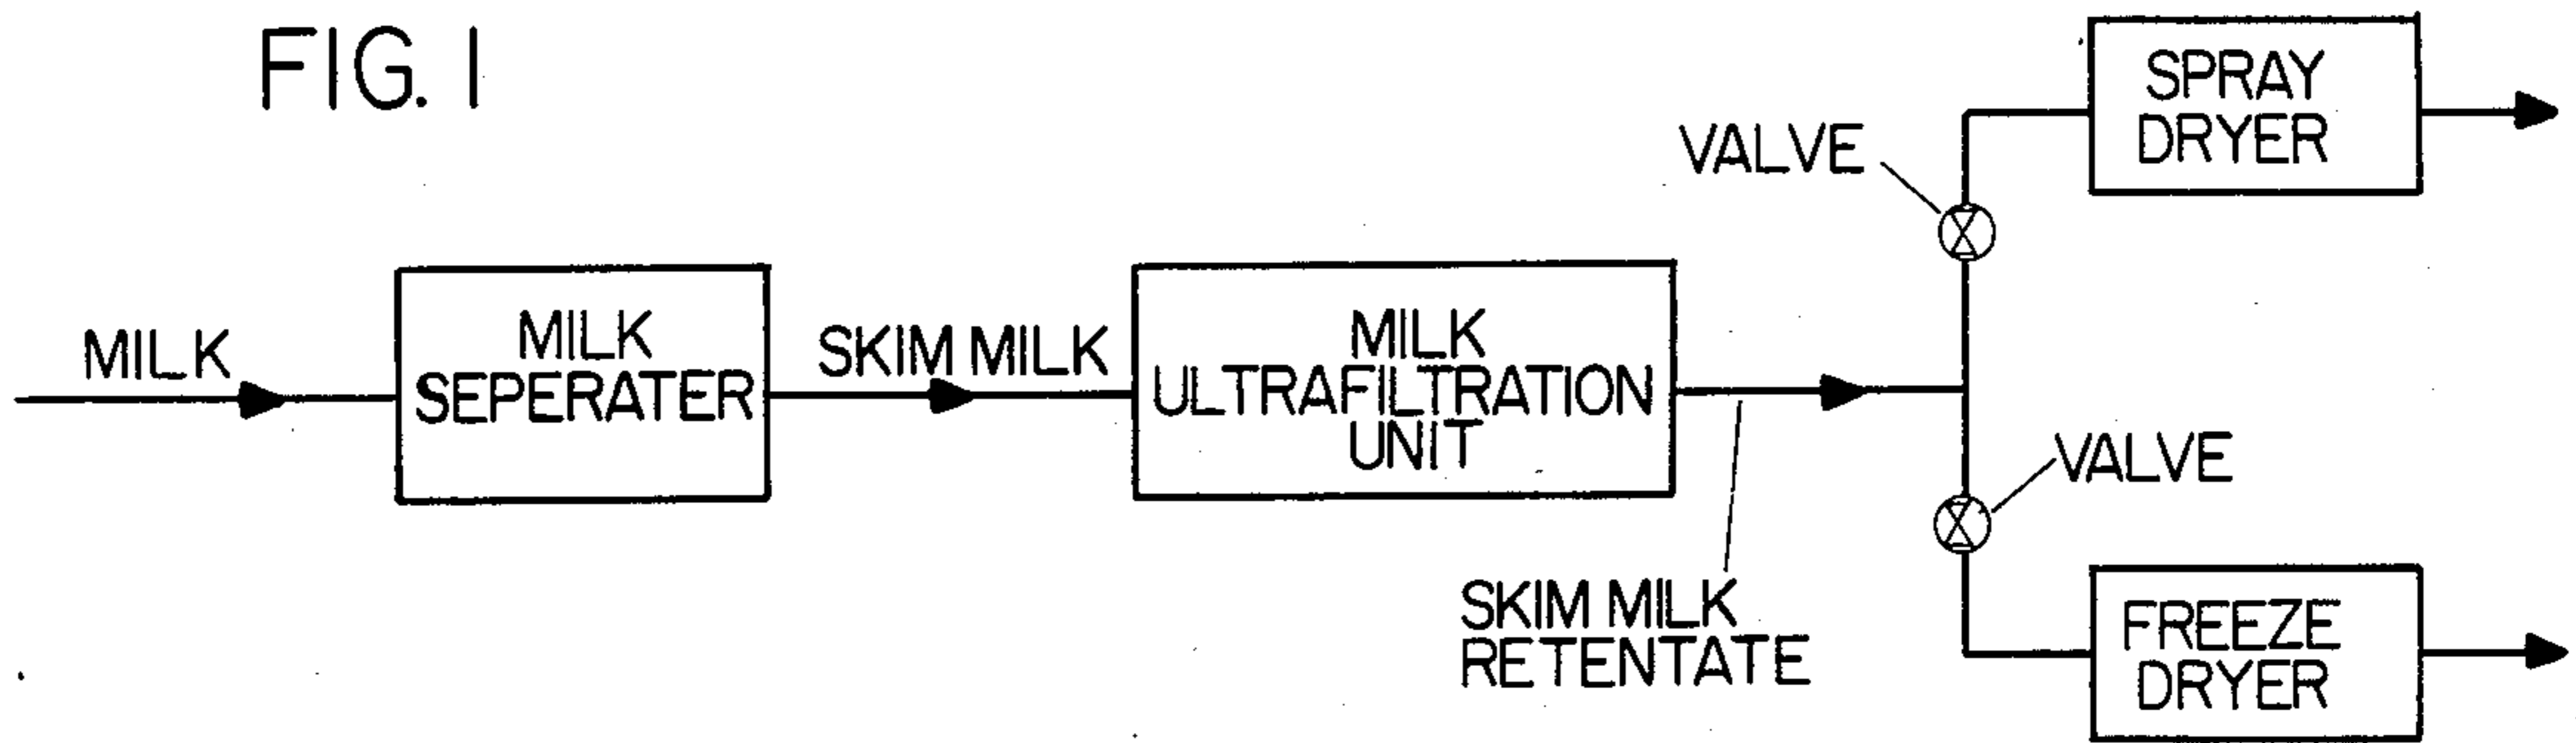 FIG. 1
MILK
MILK
SEPERATER
SKIM MILK
MILK
ULTRAFILTRATION
UNIT
SKIM MILK
RETENTATE
VALVE
SPRAY
DRYER
VALVE
FREEZE
DRYER